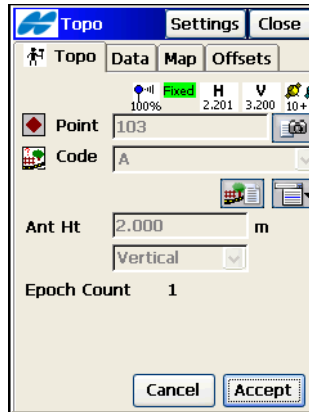 Topo Settings Close
Topo Data Map Offsets
Fixed H V
100% 2.201 3.200 10+
Point 103
Code A
Ant Ht 2.000 m
Vertical
Epoch Count 1
Cancel Accept